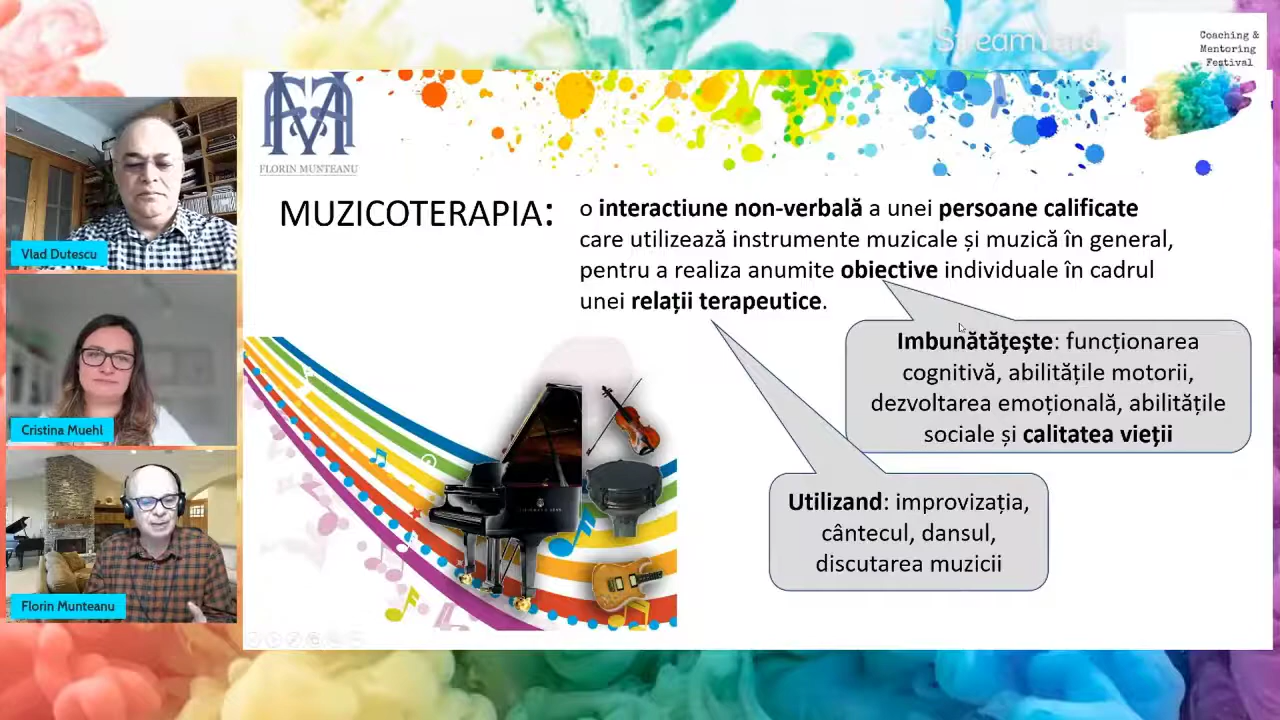 StreamYard
Coaching &
Mentoring
Festival
FLORIN MUNTEANU
MUZICOTERAPIA:
o interactiune non-verbală a unei persoane calificate
care utilizează instrumente muzicale și muzică în general,
pentru a realiza anumite obiective individuale în cadrul
unei relații terapeutice.
Imbunătățește: funcționarea
cognitivă, abilitățile motorii,
dezvoltarea emoțională, abilitățile
sociale și calitatea vieții
Utilizand: improvizația,
cântecul, dansul,
discutarea muzicii
Vlad Dutescu
Cristina Muehl
Florin Munteanu